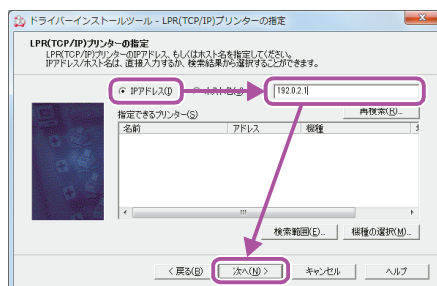 ドライバーインストールツール - LPR(TCP/IP)プリンターの指定
LPR(TCP/IP)プリンターの指定
LPR(TCP/IP)プリンターのIPアドレス、もしくはホスト名を指定してください。
IPアドレス/ホスト名は、直接入力するか、検索結果から選択することができます。
IPアドレス(I) 192.0.2.1
指定できるプリンター(S) 再検索(R)...
名前 アドレス 機種
検索範囲(E)... 機種の選択(M)...
< 戻る(B) 次へ(N) > キャンセル ヘルプ